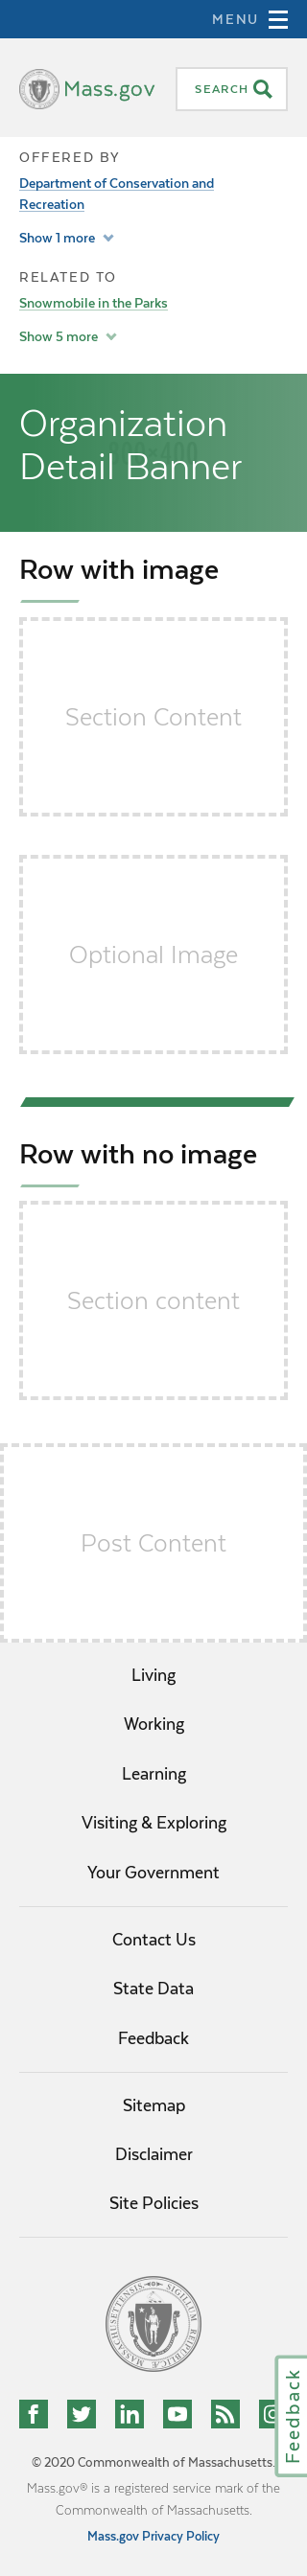 MENU
Mass.gov
SEARCH
OFFERED BY
Department of Conservation and
Recreation
Show 1 more
RELATED TO
Snowmobile in the Parks
Show 5 more
Organization
Detail Banner
Row with image
Section Content
Optional Image
Row with no image
Section content
Post Content
Living
Working
Learning
Visiting & Exploring
Your Government
Contact Us
State Data
Feedback
Sitemap
Disclaimer
Site Policies
Feedback
© 2020 Commonwealth of Massachusetts.
Mass.gov® is a registered service mark of the
Commonwealth of Massachusetts.
Mass.gov Privacy Policy